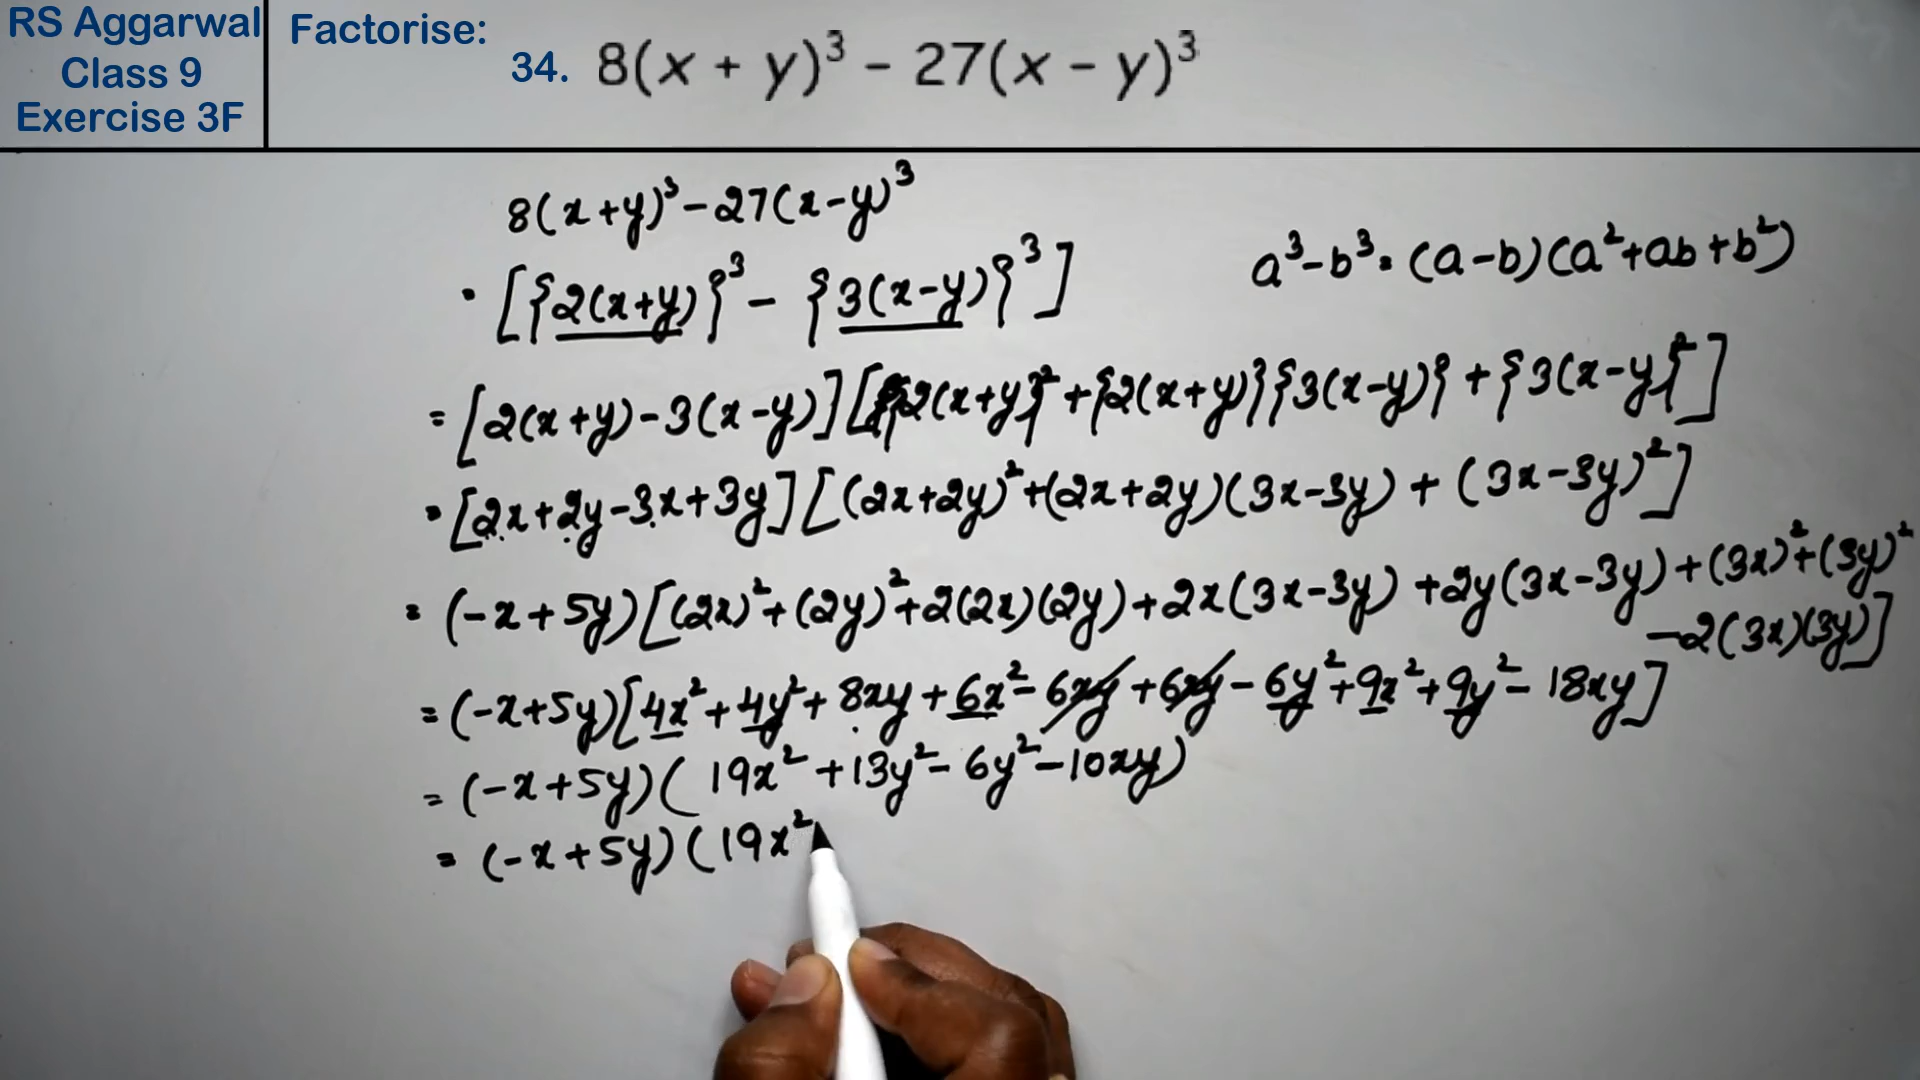 RS Aggarwal
Class 9
Exercise 3F
Factorise:
34. 8(x + y)³ – 27(x – y)³
8(x+y)³-27(x-y)³
= [{2(x+y)}³ - {3(x-y)}³]
a³-b³=(a-b)(a²+ab+b²)
= [2(x+y)-3(x-y)][{2(x+y}²+{2(x+y)}{3(x-y)}+{3(x-y}²]
= [2x+2y-3x+3y][(2x+2y)²+(2x+2y)(3x-3y)+(3x-3y)²]
= (-x+5y)[(2x)²+(2y)²+2(2x)(2y)+2x(3x-3y)+2y(3x-3y)+(3x)²+(3y)²
-2(3x)(3y)]
= (-x+5y)[4x²+4y²+8xy+6x²-6xy+6xy-6y²+9x²+9y²-18xy]
= (-x+5y)(19x²+13y²-6y²-10xy)
= (-x+5y)(19x²